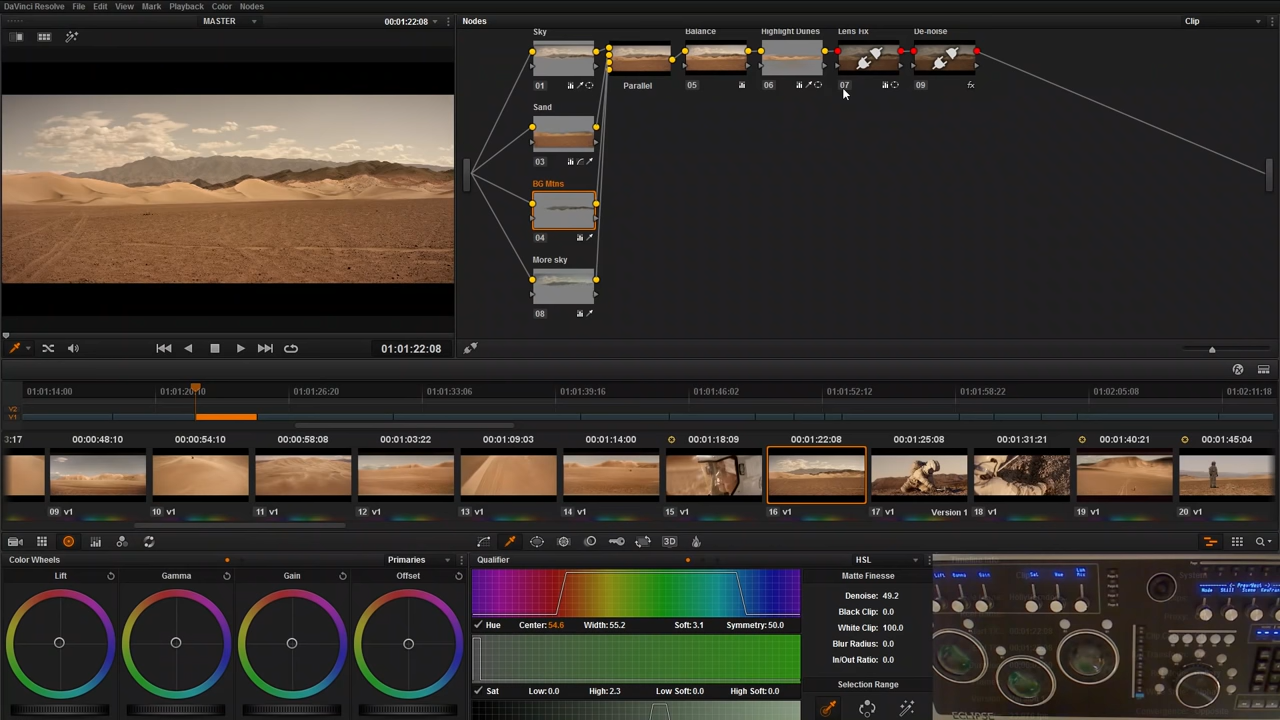 DaVinci Resolve File Edit View Mark Playback Color Nodes
MASTER 00:01:22:08
Nodes Clip
Sky Balance Highlight Dunes Lens Fix De-noise
01 Parallel 05 06 07 09 fx
Sand
03
BG Mtns
04
More sky
08
01:01:22:08
01:01:14:00 01:01:20:10 01:01:26:20 01:01:33:06 01:01:39:16 01:01:46:02 01:01:52:12 01:01:58:22 01:02:05:08 01:02:11:18
V2
V1
3:17 00:00:48:10 00:00:54:10 00:00:58:08 00:01:03:22 00:01:09:03 00:01:14:00 00:01:18:09 00:01:22:08 00:01:25:08 00:01:31:21 00:01:40:21 00:01:45:04
09 v1 10 v1 11 v1 12 v1 13 v1 14 v1 15 v1 16 v1 17 Version 1 18 v1 19 v1 20 v1
3D
Color Wheels Primaries
Qualifier HSL
Lift Gamma Gain Offset
Matte Finesse
Denoise: 49.2
Black Clip: 0.0
White Clip: 100.0
Blur Radius: 0.0
In/Out Ratio: 0.0
Hue Center: 54.6 Width: 55.2 Soft: 3.1 Symmetry: 50.0
Selection Range
Sat Low: 0.0 High: 2.3 Low Soft: 0.0 High Soft: 0.0
ECLIPSE